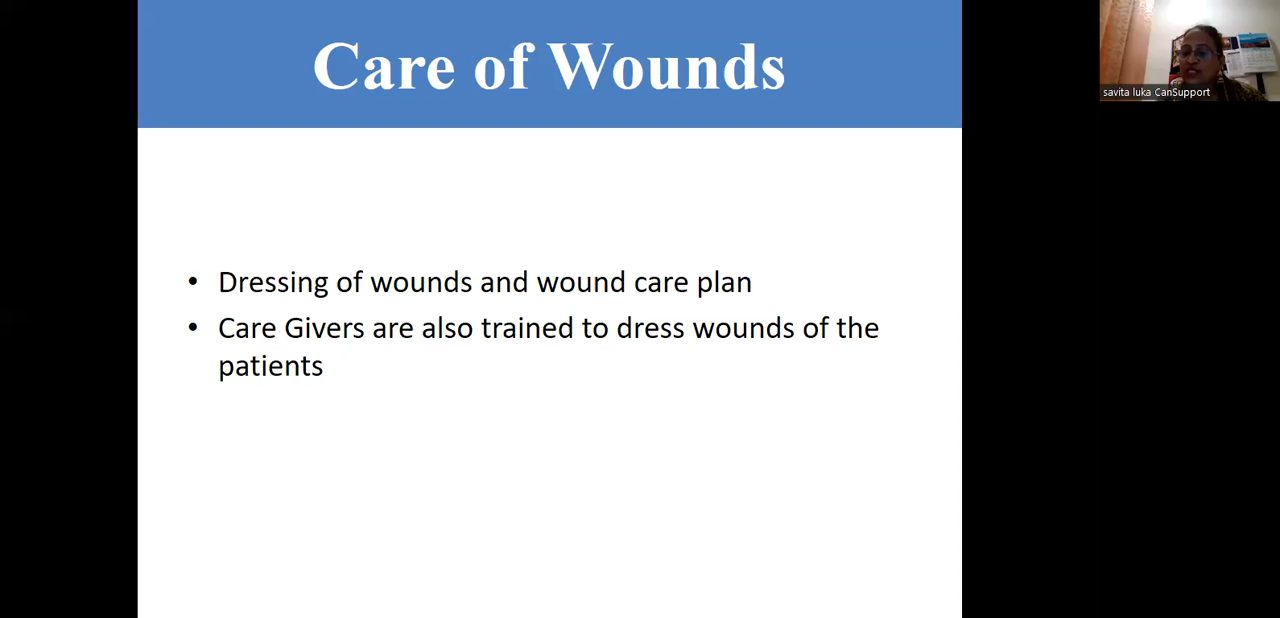 Care of Wounds
savita luka CanSupport
• Dressing of wounds and wound care plan
• Care Givers are also trained to dress wounds of the
patients